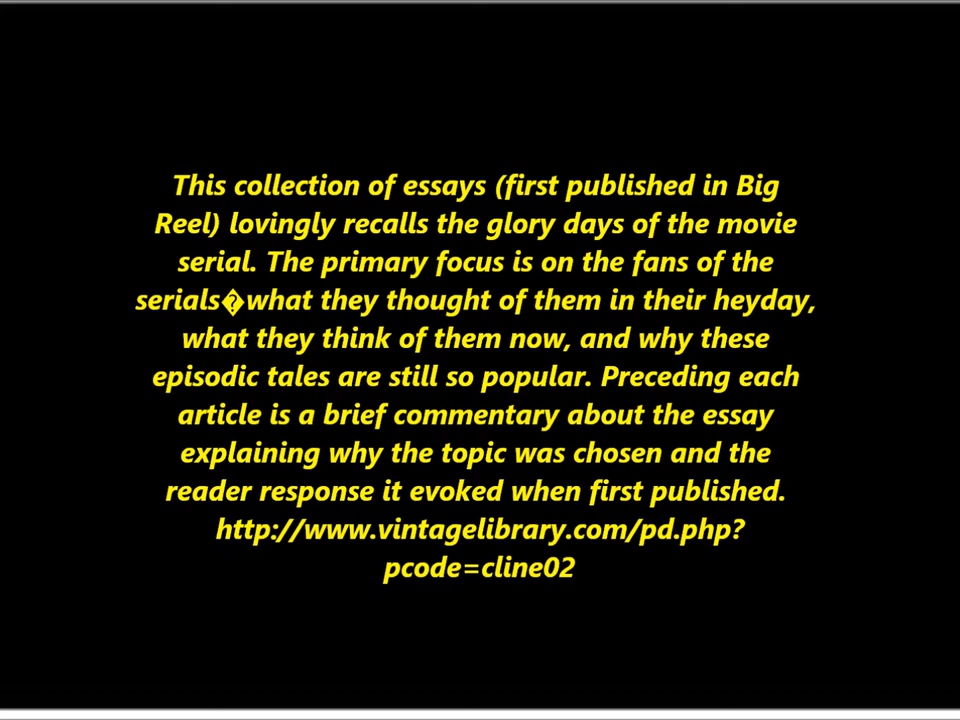 This collection of essays (first published in Big
Reel) lovingly recalls the glory days of the movie
serial. The primary focus is on the fans of the
serials�what they thought of them in their heyday,
what they think of them now, and why these
episodic tales are still so popular. Preceding each
article is a brief commentary about the essay
explaining why the topic was chosen and the
reader response it evoked when first published.
http://www.vintagelibrary.com/pd.php?
pcode=cline02